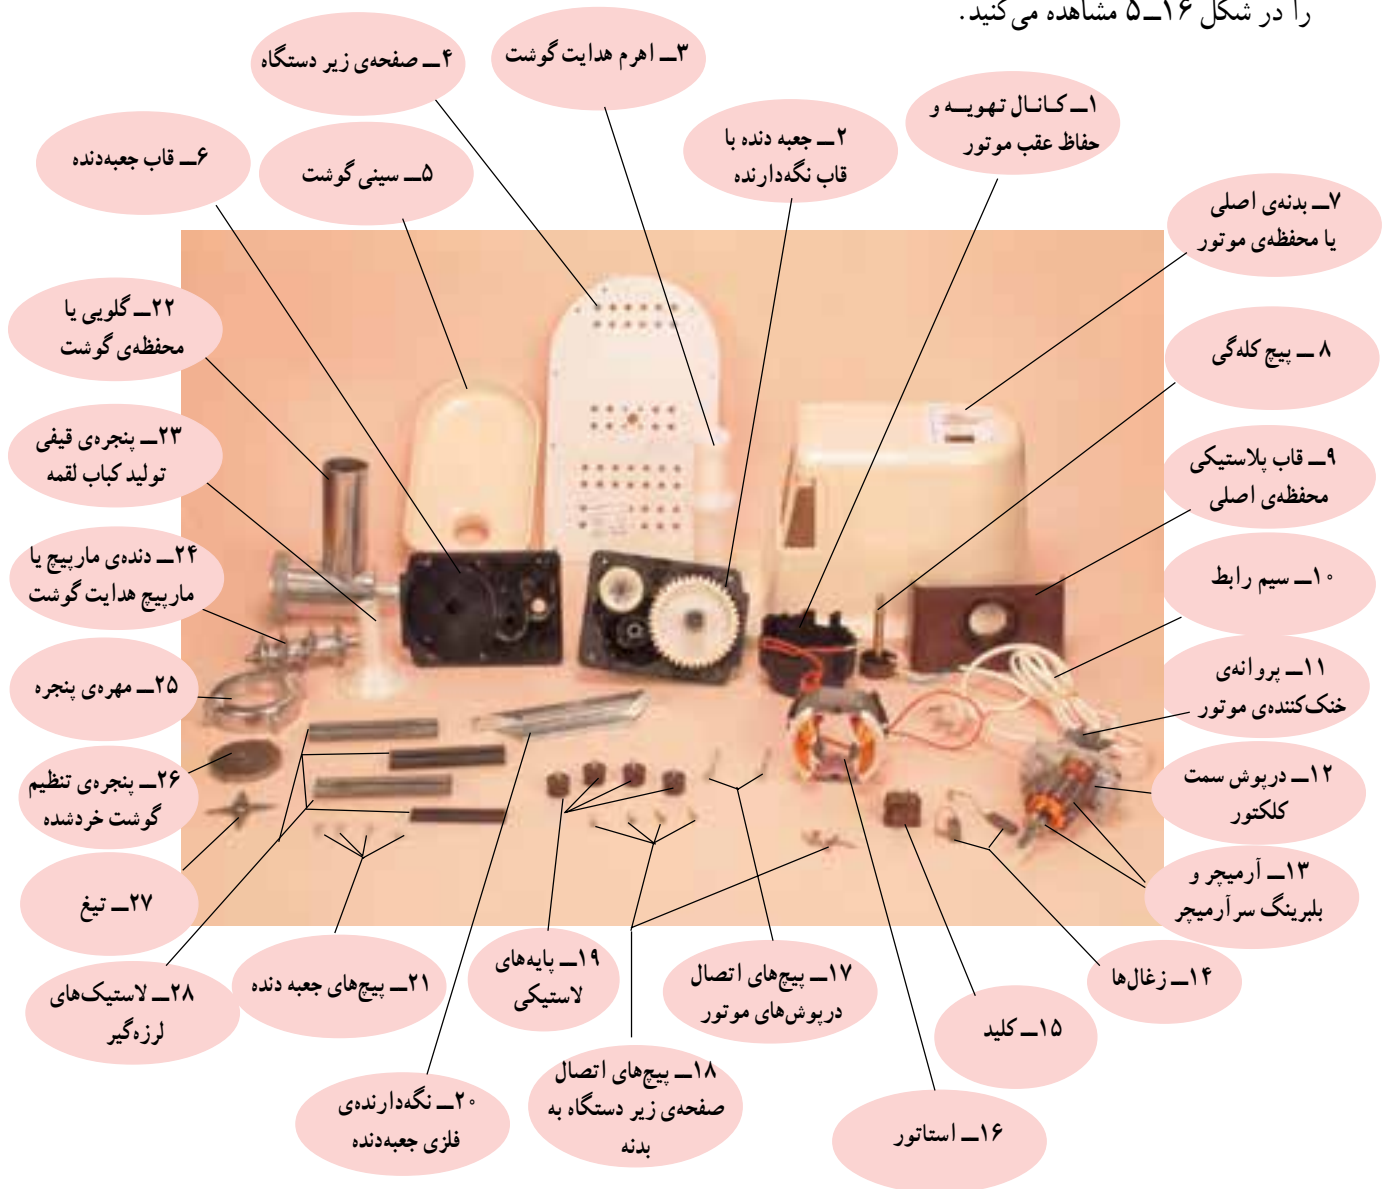 را در شکل ۱۶ــ۵ مشاهده می‌کنید.
۱ــ کانال تهویه و
حفاظ عقب موتور
۲ــ جعبه دنده با
قاب نگه‌دارنده
۳ــ اهرم هدایت گوشت
۴ــ صفحه‌ی زیر دستگاه
۵ــ سینی گوشت
۶ــ قاب جعبه‌دنده
۷ــ بدنه‌ی اصلی
یا محفظه‌ی موتور
۸ ــ پیچ کله‌گی
۹ــ قاب پلاستیکی
محفظه‌ی اصلی
۱۰ــ سیم رابط
۱۱ــ پروانه‌ی
خنک‌کننده‌ی موتور
۱۲ــ درپوش سمت
کلکتور
۱۳ــ آرمیچر و
بلبرینگ سر آرمیچر
۱۴ــ زغال‌ها
۱۵ــ کلید
۱۶ــ استاتور
۱۷ــ پیچ‌های اتصال
درپوش‌های موتور
۱۸ــ پیچ‌های اتصال
صفحه‌ی زیر دستگاه به
بدنه
۱۹ــ پایه‌های
لاستیکی
۲۰ــ نگه‌دارنده‌ی
فلزی جعبه‌دنده
۲۱ــ پیچ‌های جعبه دنده
۲۲ــ گلویی یا
محفظه‌ی گوشت
۲۳ــ پنجره‌ی قیفی
تولید کباب لقمه
۲۴ــ دنده‌ی مارپیچ یا
مارپیچ هدایت گوشت
۲۵ــ مهره‌ی پنجره
۲۶ــ پنجره‌ی تنظیم
گوشت خردشده
۲۷ــ تیغ
۲۸ــ لاستیک‌های
لرزه‌گیر